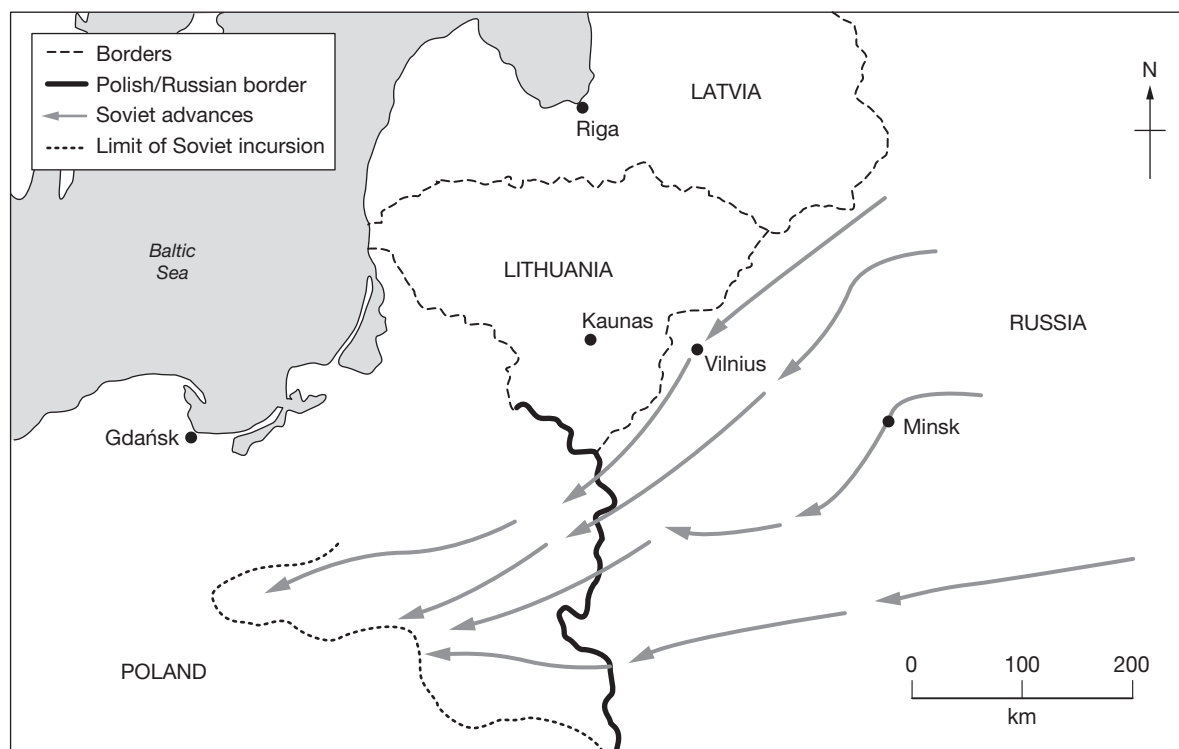 Borders
Polish/Russian border
Soviet advances
Limit of Soviet incursion
LATVIA
N
Riga
Baltic
Sea
LITHUANIA
Kaunas
RUSSIA
Vilnius
Gdańsk
Minsk
POLAND
0 100 200
km